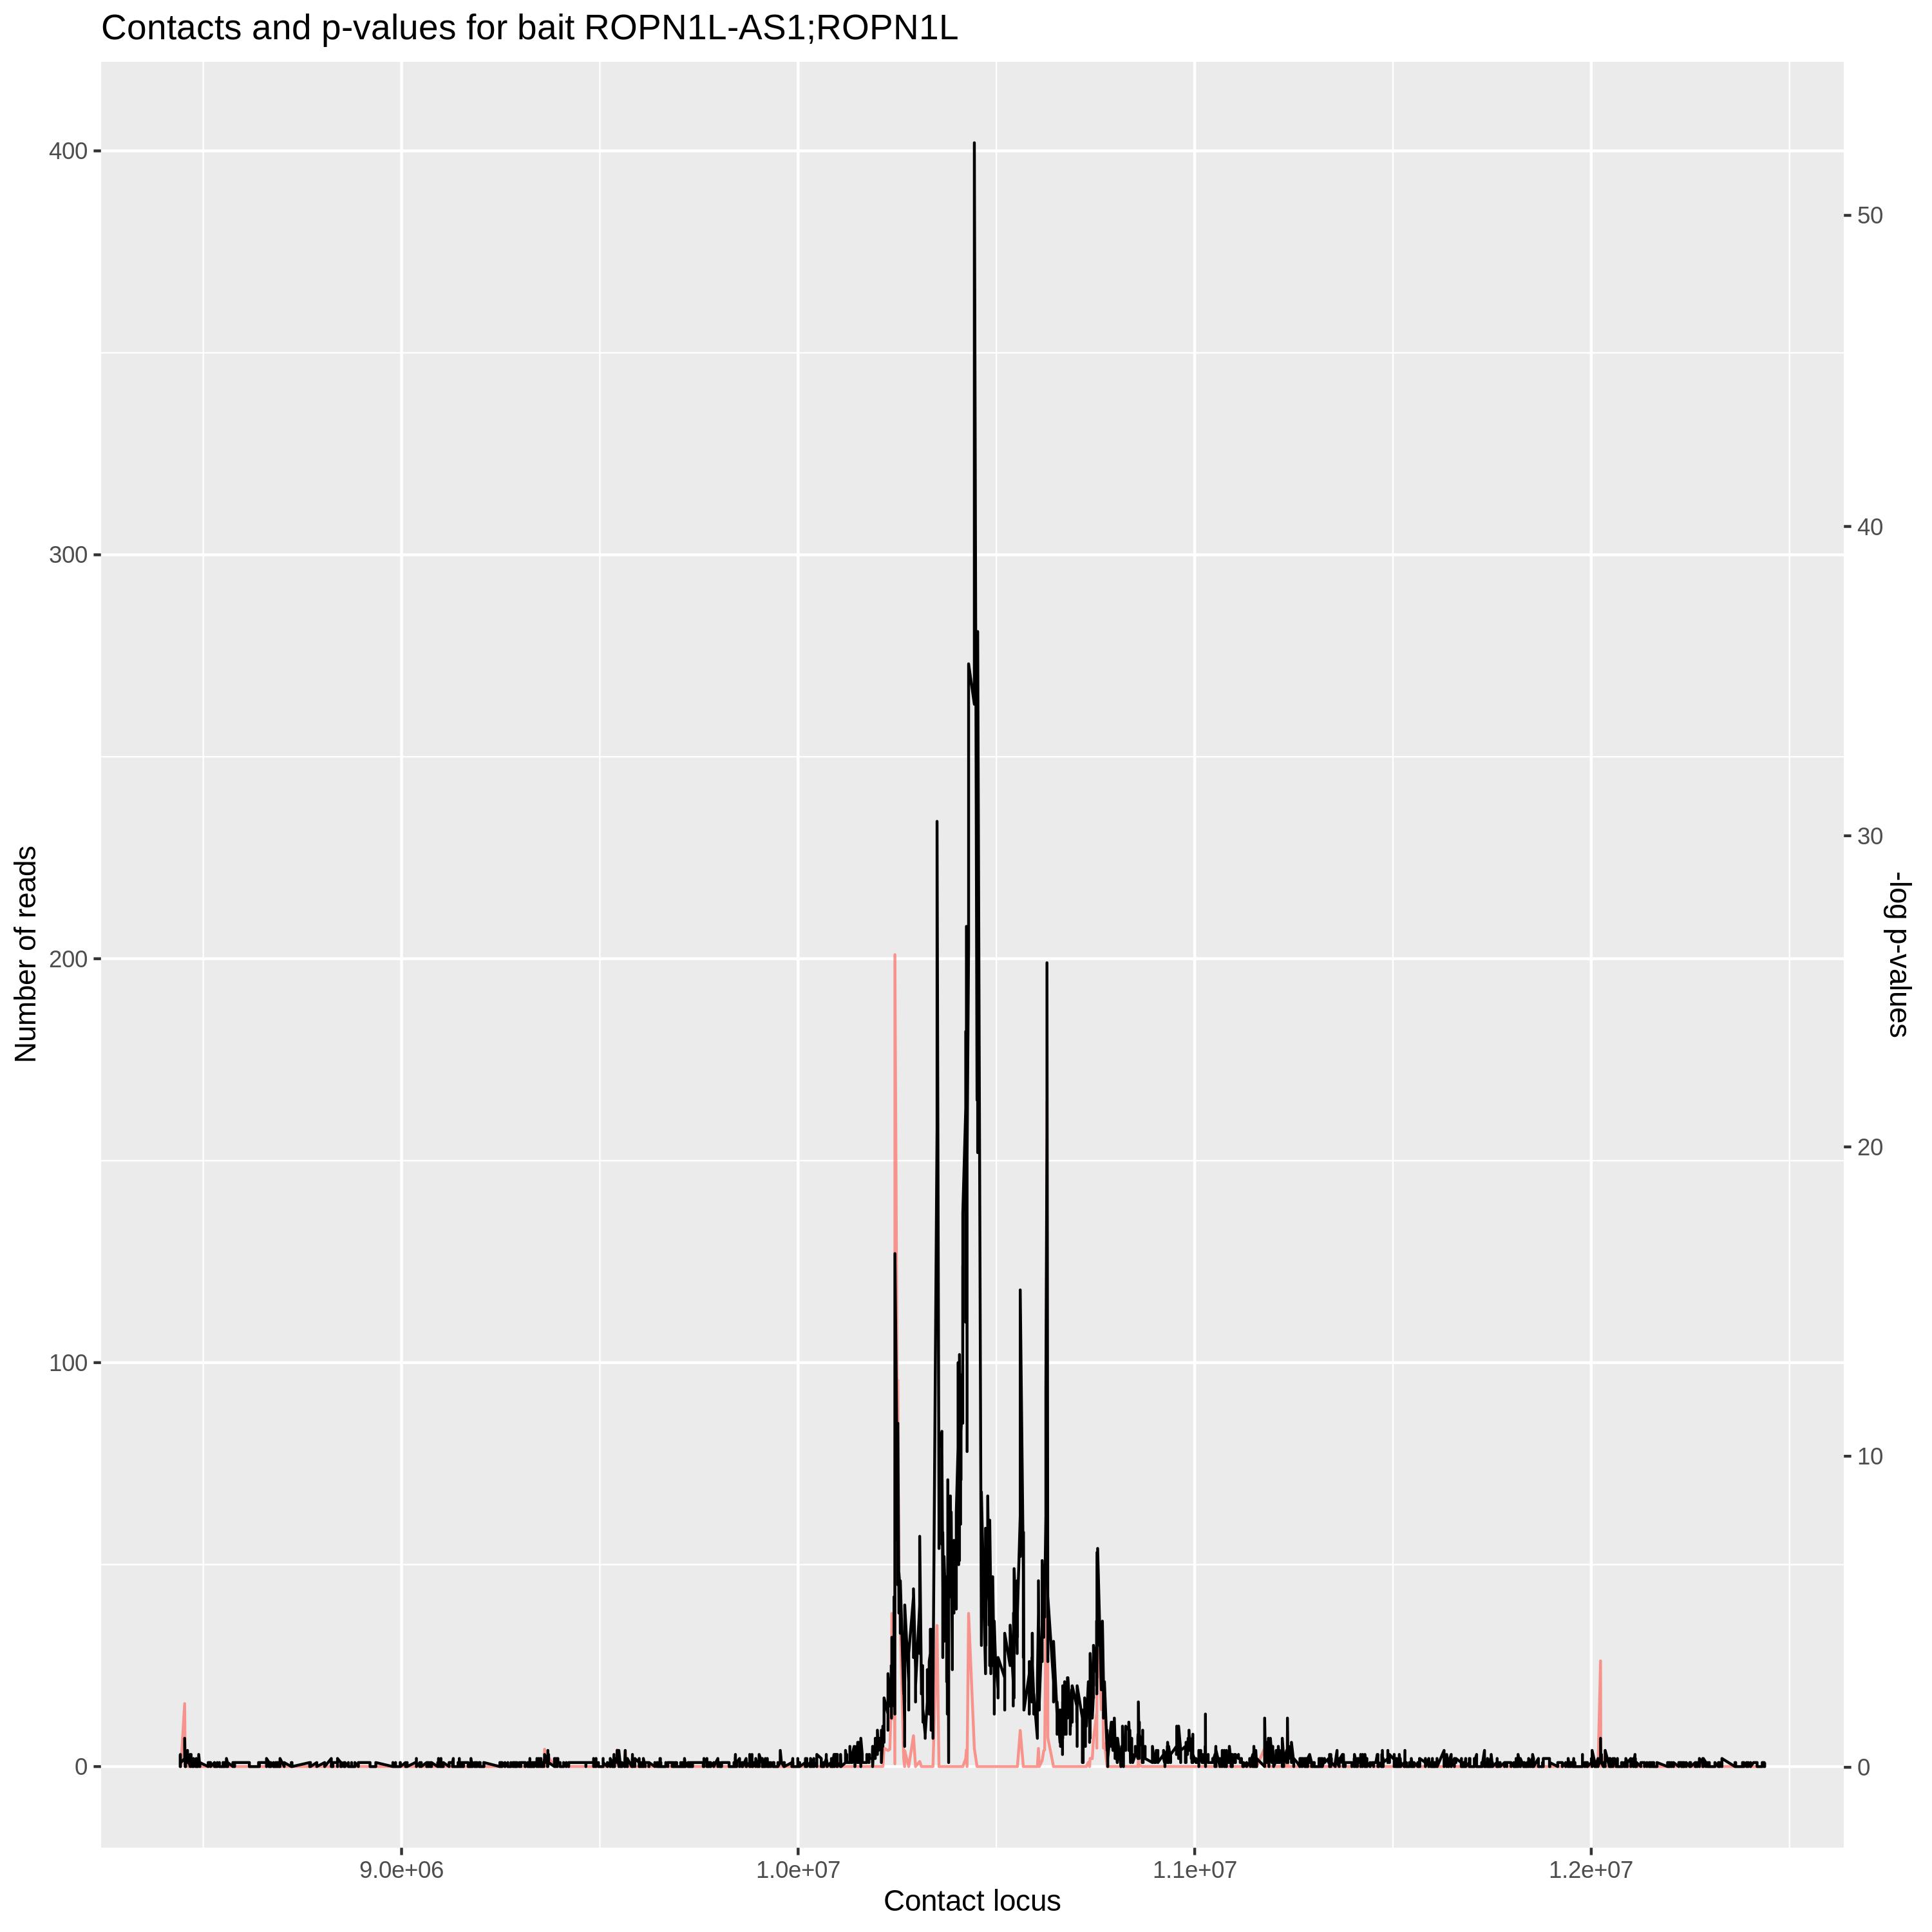 Contacts and p-values for bait ROPN1L-AS1;ROPN1L
Number of reads
400
300
200
100
0
50
40
30
20
10
0
-log p-values
9.0e+06 1.0e+07 1.1e+07 1.2e+07
Contact locus